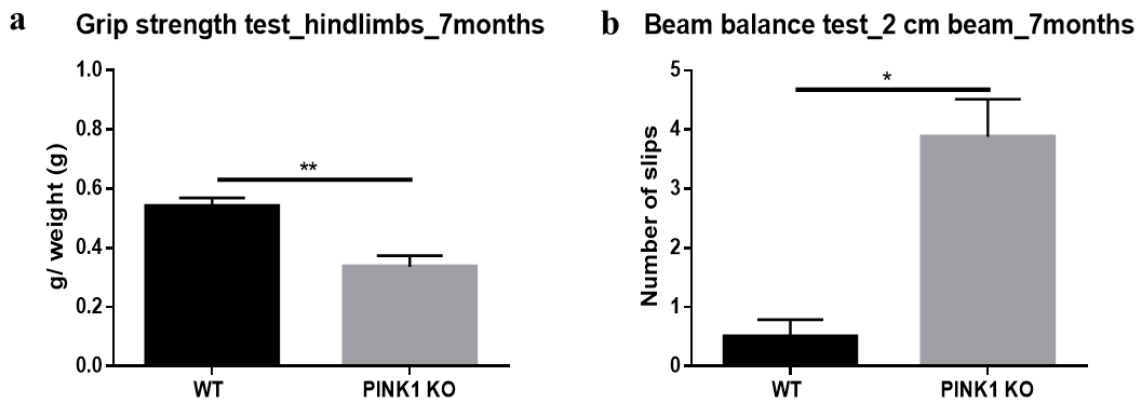 a Grip strength test_hindlimbs_7months
g/ weight (g)
1.0
0.8
0.6
0.4
0.2
0.0
**
WT PINK1 KO
b Beam balance test_2 cm beam_7months
Number of slips
5
4
3
2
1
0
*
WT PINK1 KO